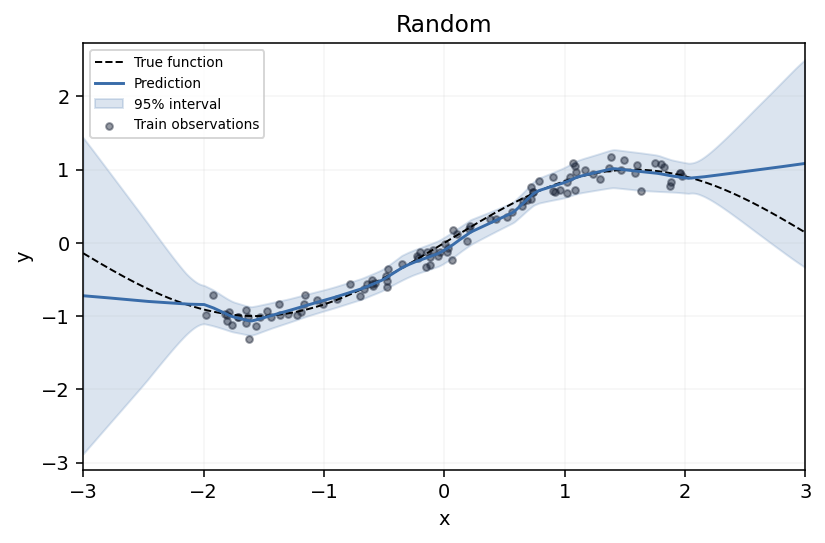 Random
True function
Prediction
95% interval
Train observations
2
1
0
−1
−2
−3
y
−3
−2
−1
0
1
2
3
x